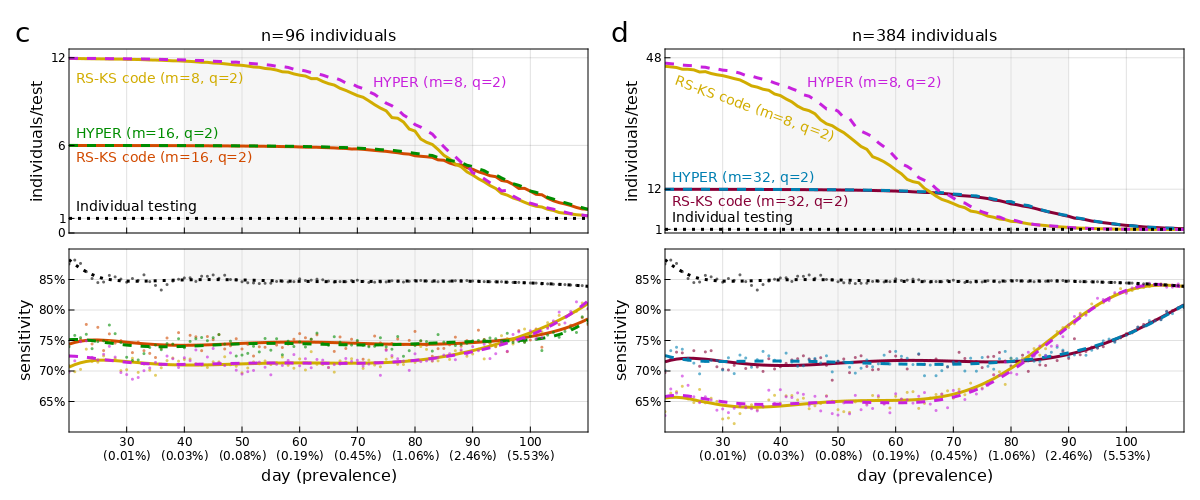 c
n=96 individuals
individuals/test
12
6
1
0
RS-KS code (m=8, q=2)
HYPER (m=8, q=2)
HYPER (m=16, q=2)
RS-KS code (m=16, q=2)
Individual testing
sensitivity
85%
80%
75%
70%
65%
30 40 50 60 70 80 90 100
(0.01%) (0.03%) (0.08%) (0.19%) (0.45%) (1.06%) (2.46%) (5.53%)
day (prevalence)
d
n=384 individuals
individuals/test
48
12
1
HYPER (m=8, q=2)
RS-KS code (m=8, q=2)
HYPER (m=32, q=2)
RS-KS code (m=32, q=2)
Individual testing
sensitivity
85%
80%
75%
70%
65%
30 40 50 60 70 80 90 100
(0.01%) (0.03%) (0.08%) (0.19%) (0.45%) (1.06%) (2.46%) (5.53%)
day (prevalence)